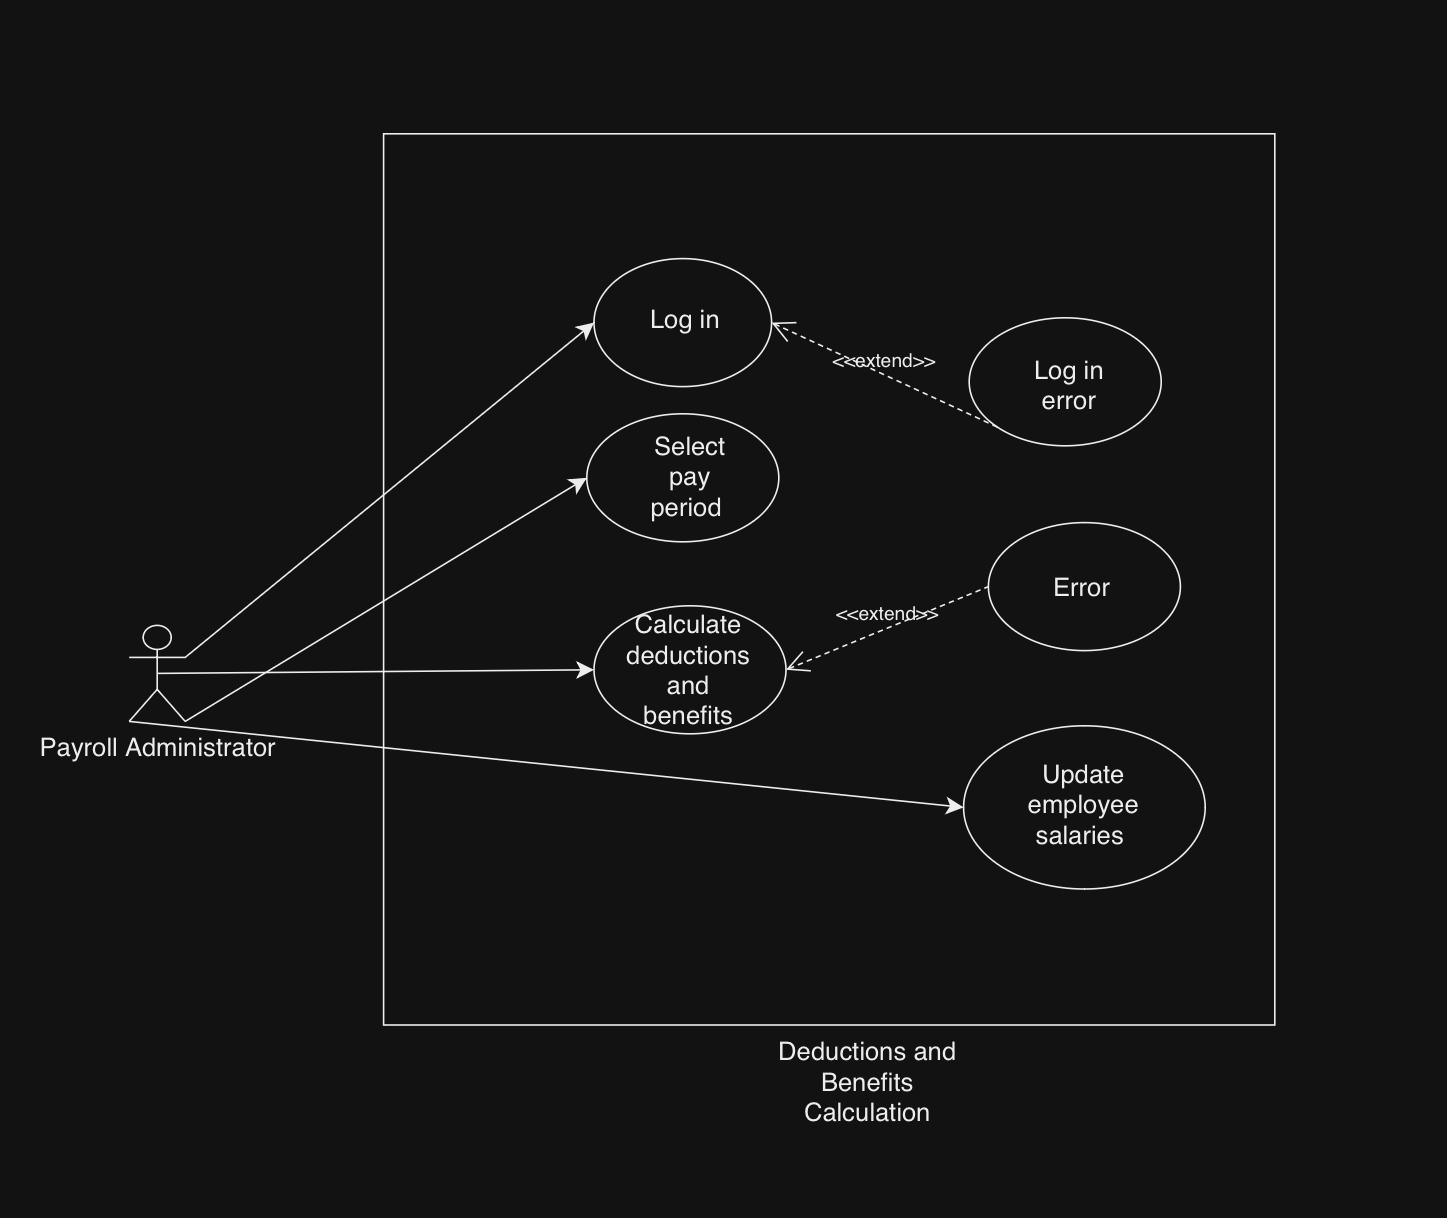 Log in
<<extend>>
Log in
error
Select
pay
period
Error
<<extend>>
Calculate
deductions
and
benefits
Payroll Administrator
Update
employee
salaries
Deductions and
Benefits
Calculation